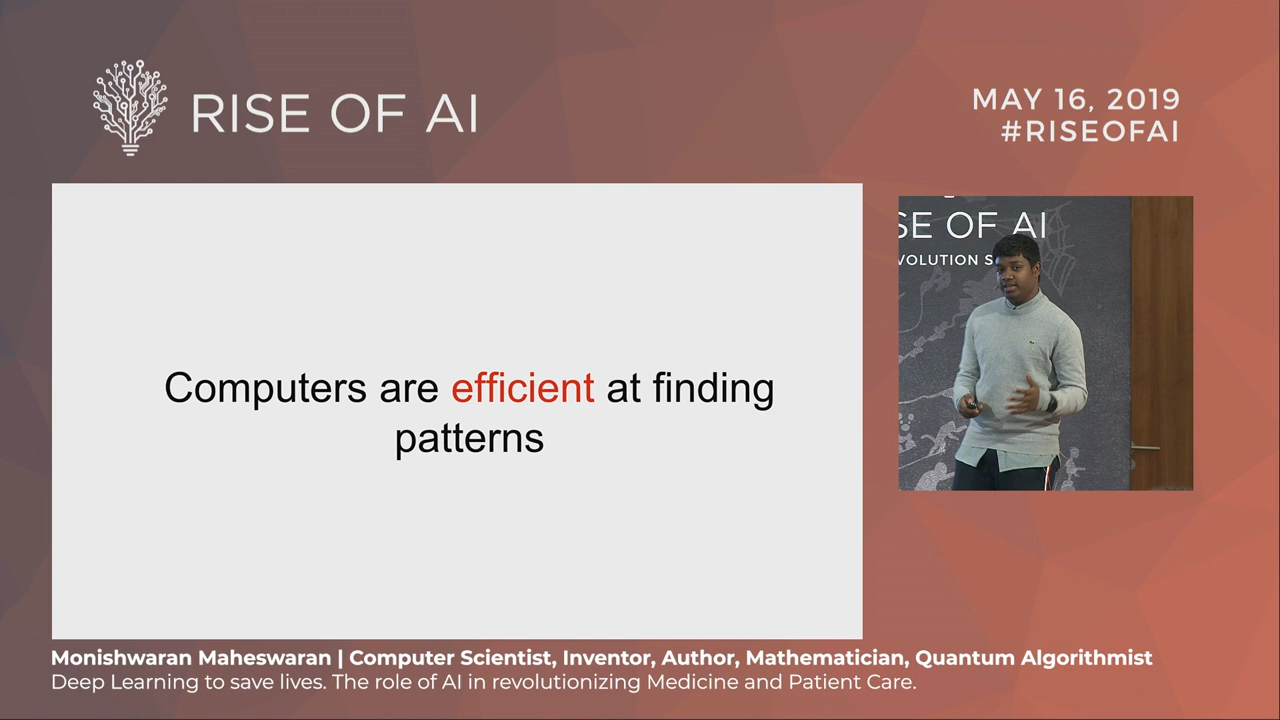 RISE OF AI
MAY 16, 2019
#RISEOFAI
Computers are efficient at finding
patterns
SE OF AI
VOLUTION S
Monishwaran Maheswaran | Computer Scientist, Inventor, Author, Mathematician, Quantum Algorithmist
Deep Learning to save lives. The role of AI in revolutionizing Medicine and Patient Care.